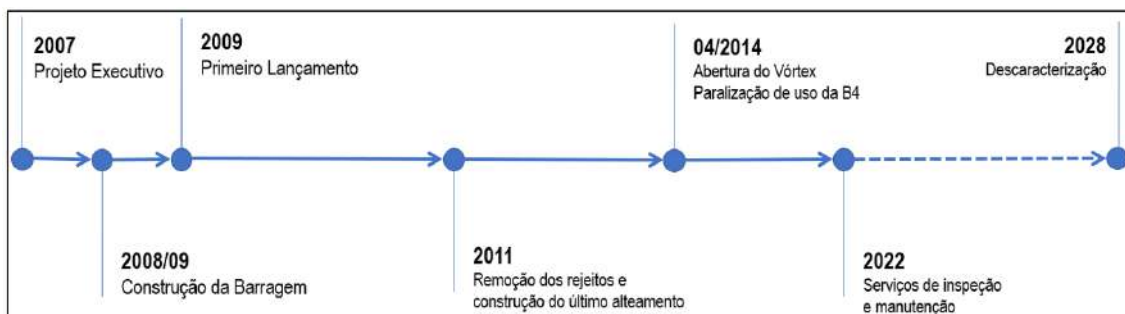 2007
Projeto Executivo
2008/09
Construção da Barragem
2009
Primeiro Lançamento
2011
Remoção dos rejeitos e
construção do último alteamento
04/2014
Abertura do Vórtex
Paralização de uso da B4
2022
Serviços de inspeção
e manutenção
2028
Descaracterização